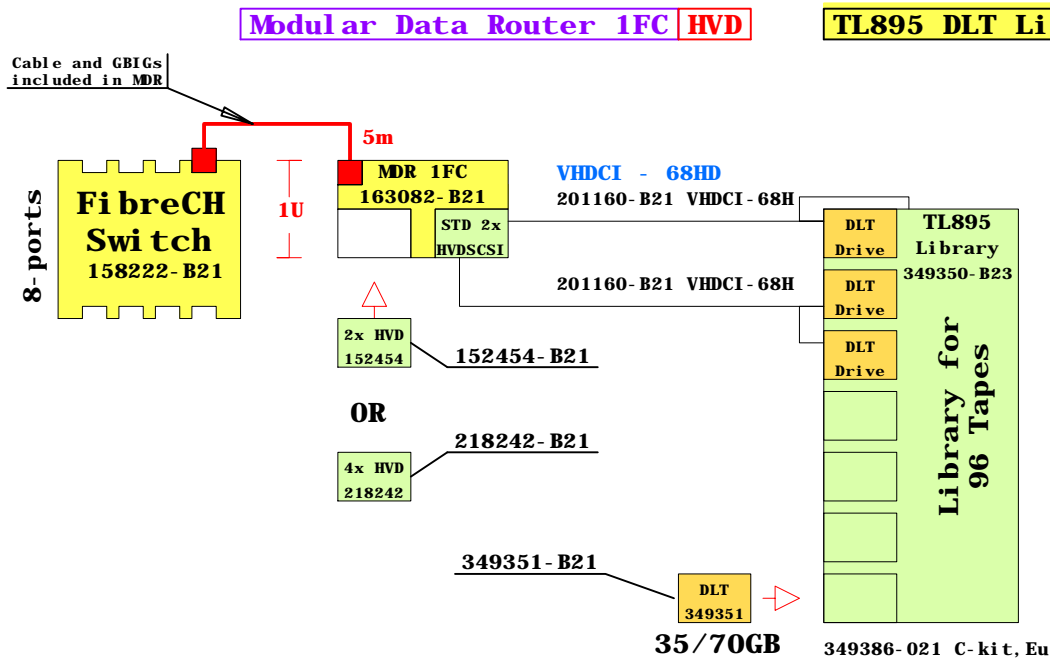 Modular Data Router 1FC HVD
TL895 DLT Li
Cable and GBIGs
included in MDR
5m
8-ports
FibreCH
Switch
158222-B21
1U
MDR 1FC
163082-B21
STD 2x
HVDSCSI
VHDCI - 68HD
201160-B21 VHDCI-68H
201160-B21 VHDCI-68H
DLT
Drive
DLT
Drive
DLT
Drive
TL895
Library
349350-B23
Library for
96 Tapes
2x HVD
152454
152454-B21
OR
4x HVD
218242
218242-B21
349351-B21
DLT
349351
35/70GB
349386-021 C-kit, Eu